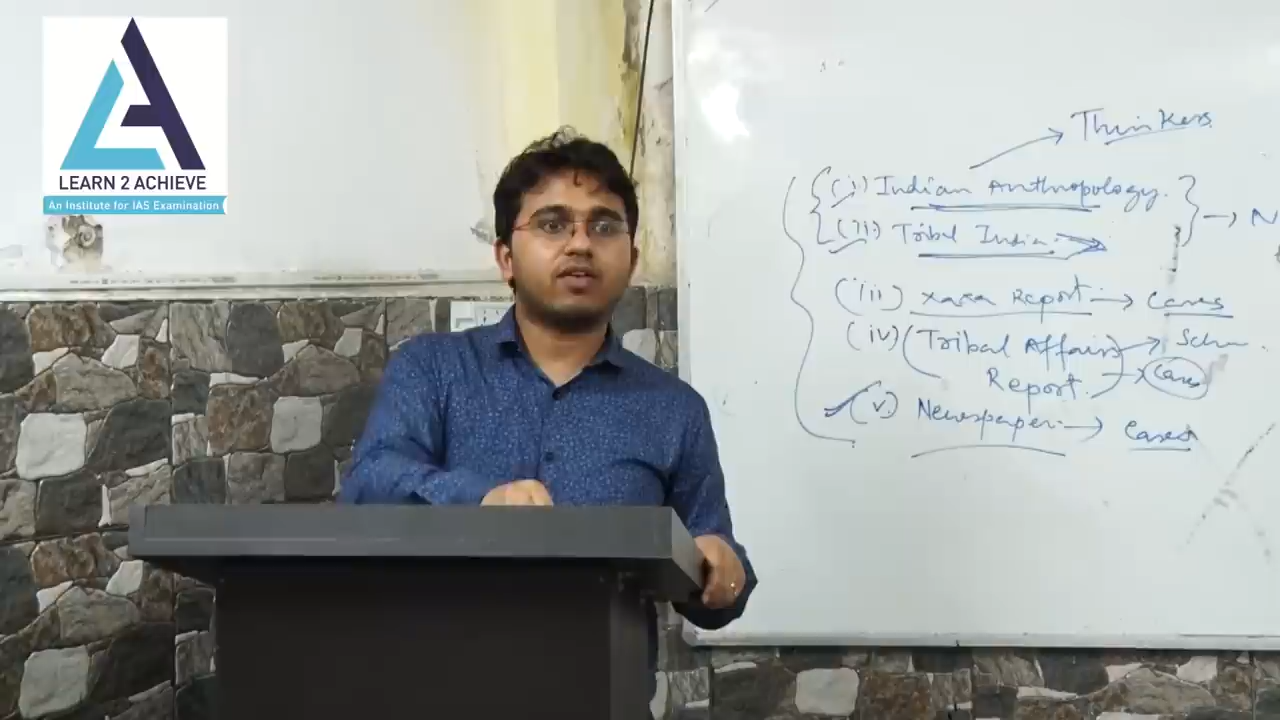 LEARN 2 ACHIEVE
An Institute for IAS Examination
Thinkers
(i) Indian Anthropology.
(ii) Tribal India
(iii) xaxa Report → Cases
(iv) (Tribal Affairs → 
Report.) → Cases
(v) Newspaper → Cases